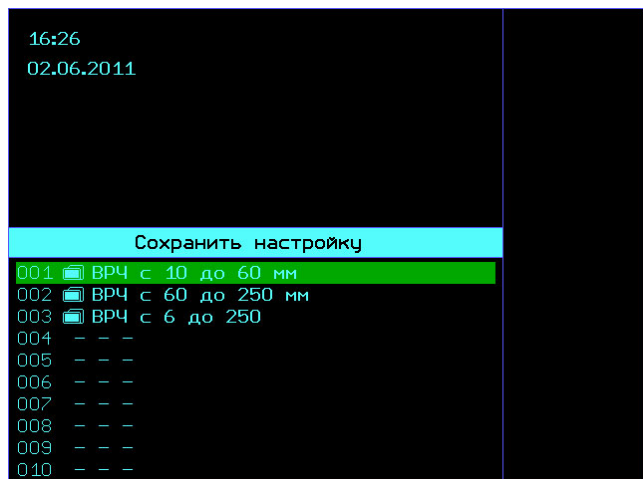 16:26
02.06.2011
Сохранить настройку
001 ВРЧ с 10 до 60 мм
002 ВРЧ с 60 до 250 мм
003 ВРЧ с 6 до 250
004 - - -
005 - - -
006 - - -
007 - - -
008 - - -
009 - - -
010 - - -